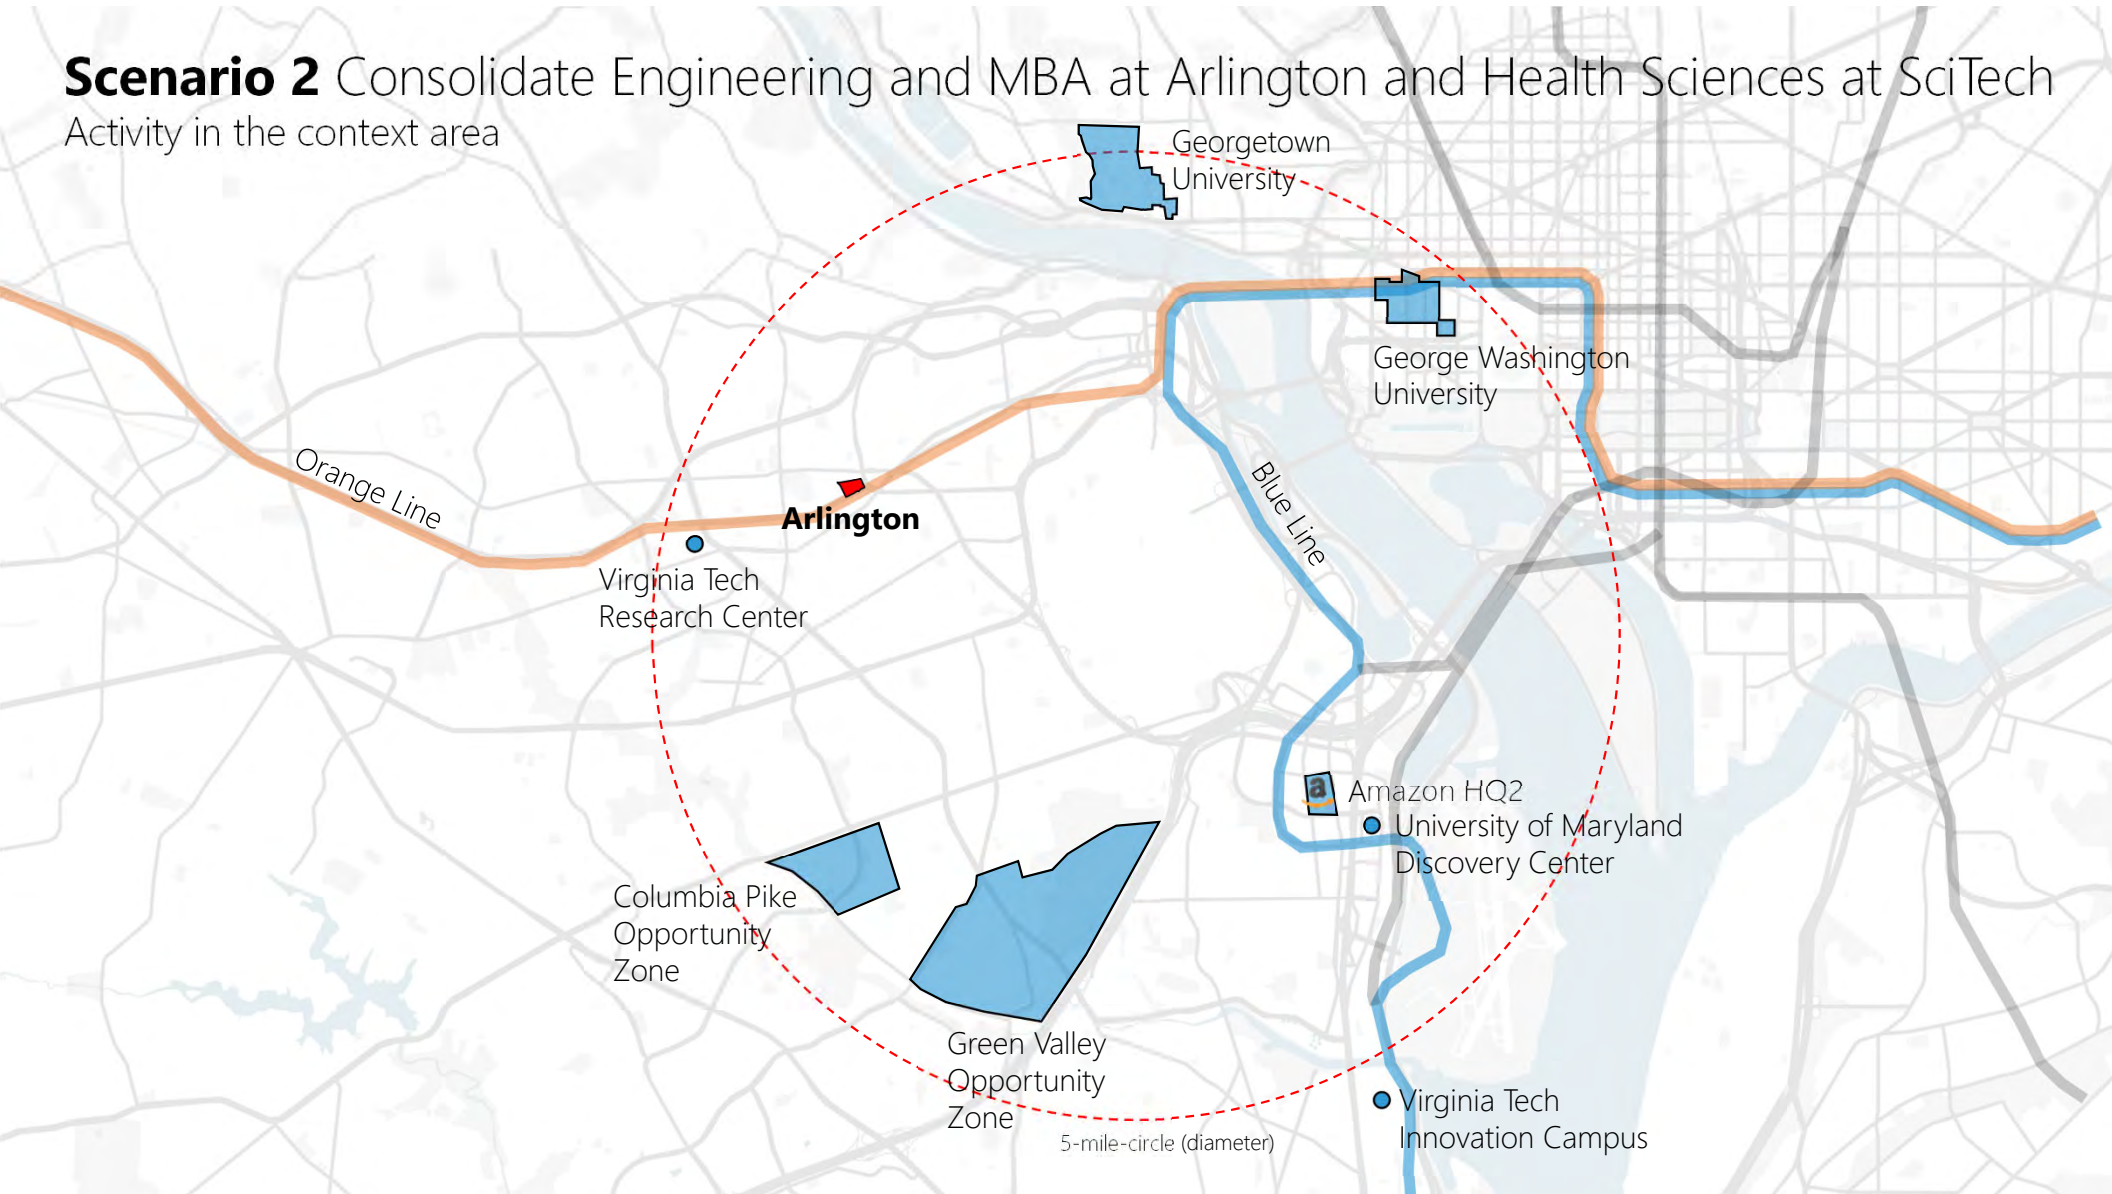 Scenario 2 Consolidate Engineering and MBA at Arlington and Health Sciences at SciTech
Activity in the context area
Georgetown
University
George Washington
University
Orange Line
Blue Line
Arlington
Virginia Tech
Research Center
a
Amazon HQ2
University of Maryland
Discovery Center
Columbia Pike
Opportunity
Zone
Green Valley
Opportunity
Zone
Virginia Tech
Innovation Campus
5-mile-circle (diameter)